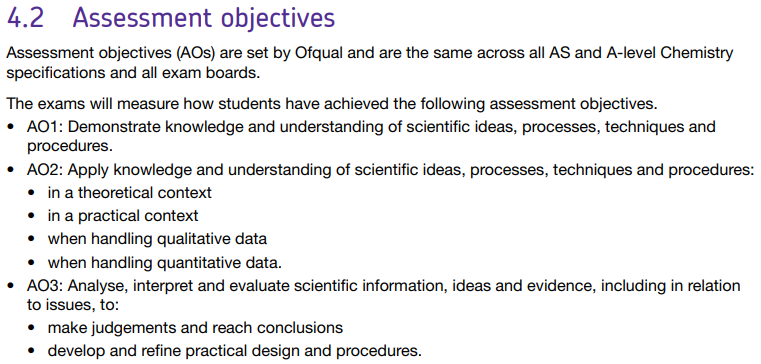 4.2 Assessment objectives
Assessment objectives (AOs) are set by Ofqual and are the same across all AS and A-level Chemistry
specifications and all exam boards.
The exams will measure how students have achieved the following assessment objectives.
• AO1: Demonstrate knowledge and understanding of scientific ideas, processes, techniques and
procedures.
• AO2: Apply knowledge and understanding of scientific ideas, processes, techniques and procedures:
• in a theoretical context
• in a practical context
• when handling qualitative data
• when handling quantitative data.
• AO3: Analyse, interpret and evaluate scientific information, ideas and evidence, including in relation
to issues, to:
• make judgements and reach conclusions
• develop and refine practical design and procedures.